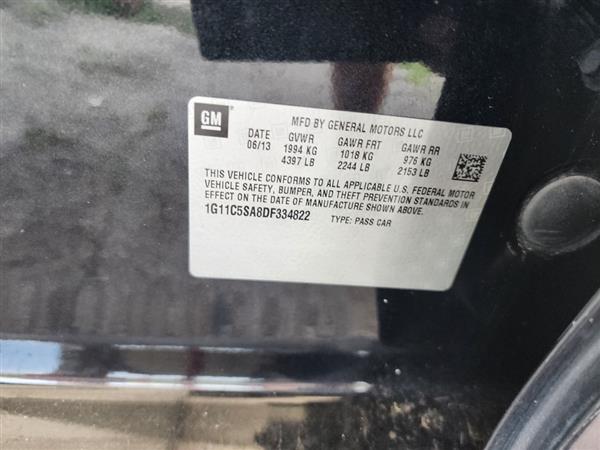 GM
MFD BY GENERAL MOTORS LLC
DATE GVWR GAWR FRT GAWR RR
06/13 1994 KG 1018 KG 976 KG
4397 LB 2244 LB 2153 LB
THIS VEHICLE CONFORMS TO ALL APPLICABLE U.S. FEDERAL MOTOR
VEHICLE SAFETY, BUMPER, AND THEFT PREVENTION STANDARDS IN
EFFECT ON THE DATE OF MANUFACTURE SHOWN ABOVE.
1G11C5SA8DF334822 TYPE: PASS CAR